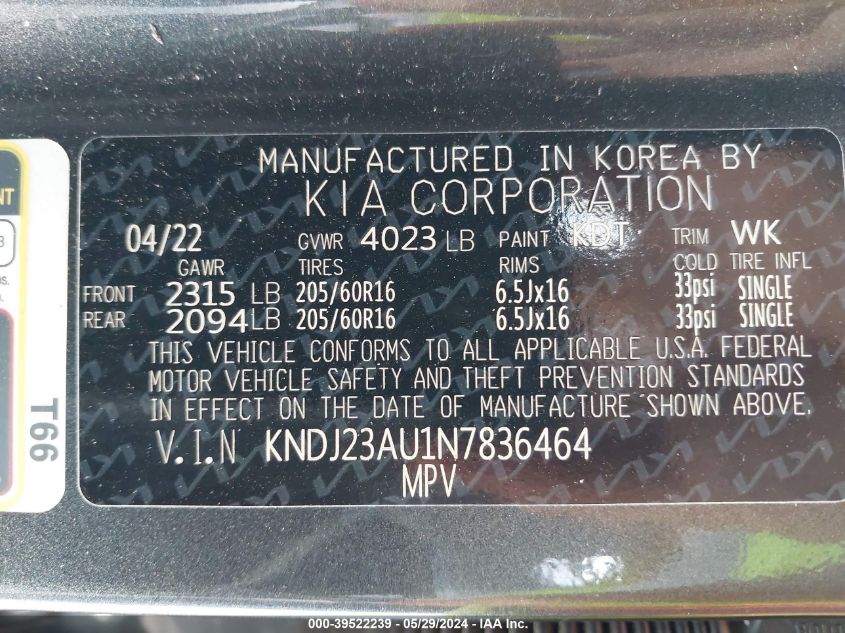 MANUFACTURED IN KOREA BY
KIA CORPORATION
04/22 GVWR 4023 LB PAINT KDT TRIM WK
GAWR TIRES RIMS COLD TIRE INFL
FRONT 2315 LB 205/60R16 6.5Jx16 33psi SINGLE
REAR 2094 LB 205/60R16 6.5Jx16 33psi SINGLE
THIS VEHICLE CONFORMS TO ALL APPLICABLE U.S.A. FEDERAL
MOTOR VEHICLE SAFETY AND THEFT PREVENTION STANDARDS
IN EFFECT ON THE DATE OF MANUFACTURE SHOWN ABOVE.
V.I.N KNDJ23AU1N7836464
MPV
NT
3
T66
000-39522239 - 05/29/2024 - IAA Inc.